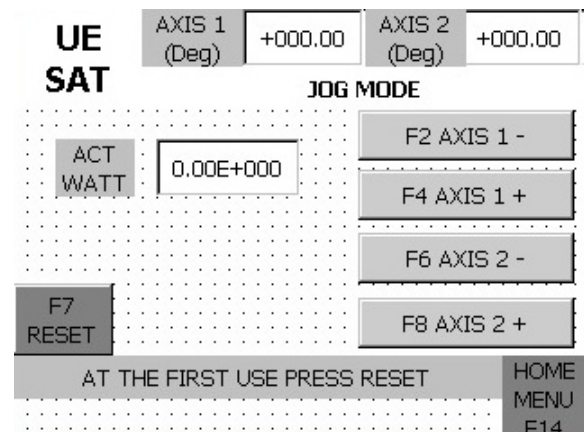 UE
SAT
AXIS 1
(Deg)
+000.00
AXIS 2
(Deg)
+000.00
JOG MODE
ACT
WATT
0.00E+000
F2 AXIS 1 -
F4 AXIS 1 +
F6 AXIS 2 -
F8 AXIS 2 +
F7
RESET
AT THE FIRST USE PRESS RESET
HOME
MENU
F14